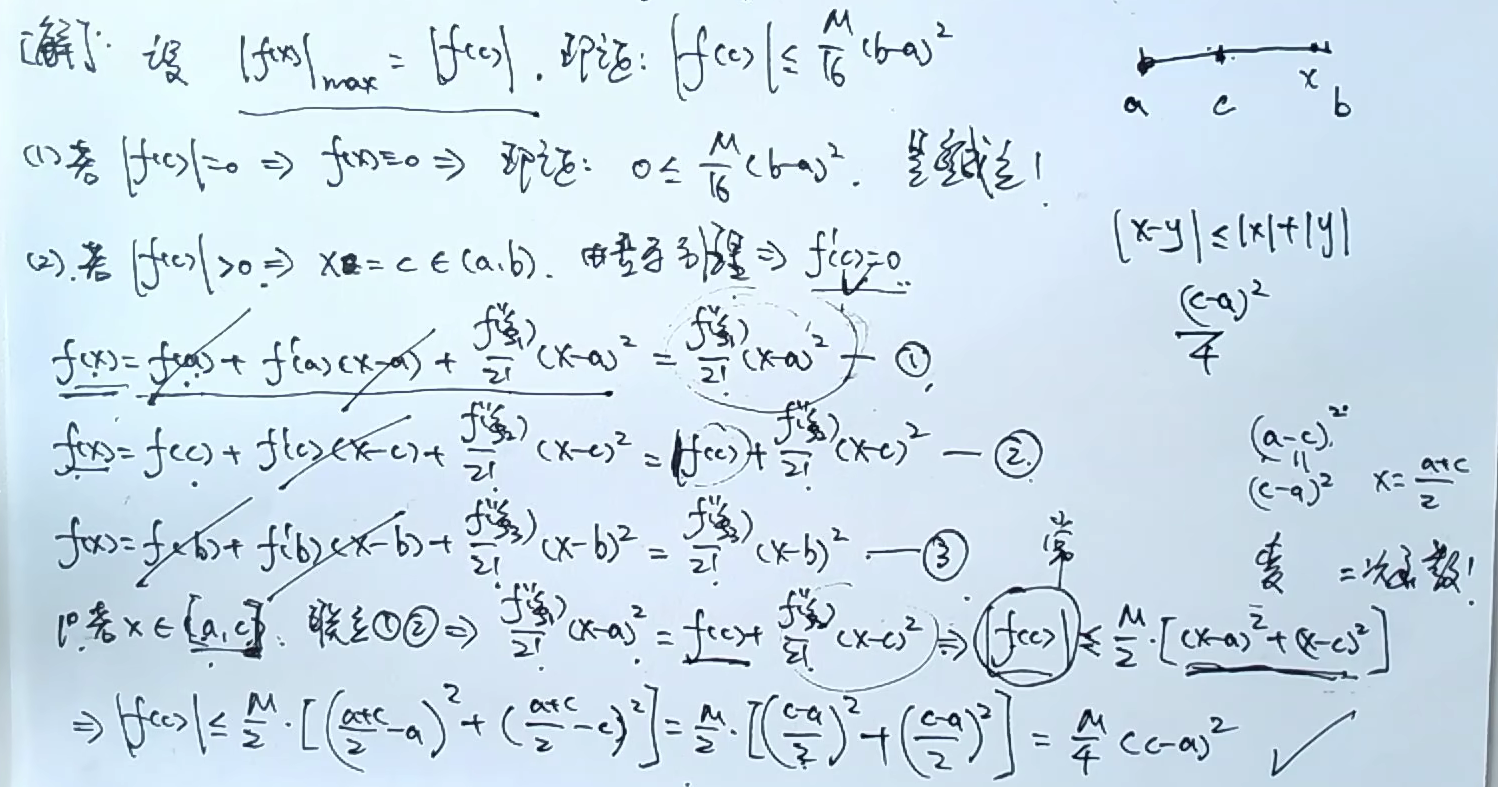 [解]: 设 |f(x)|max = |f(c)|. 即证: |f(c)| ≤ M/16 (b-a)²
a c x b
(1) 若 |f(c)|=0 ⇒ f(x)≡0 ⇒ 即证: 0 ≤ M/16 (b-a)². 显然成立!
(2). 若 |f(c)|>0 ⇒ x=c∈(a,b). 由费马引理 ⇒ f'(c)=0
|x-y| ≤ |x|+|y|
(c-a)²/4
f(x) = f(a) + f'(a)(x-a) + f''(ξ₁)/2! (x-a)² = f''(ξ₁)/2! (x-a)² — ①
f(x) = f(c) + f'(c)(x-c) + f''(ξ₂)/2! (x-c)² = f(c) + f''(ξ₂)/2! (x-c)² — ②
(a-c)²
=
(c-a)² x = (a+c)/2
f(x) = f(b) + f'(b)(x-b) + f''(ξ₃)/2! (x-b)² = f''(ξ₃)/2! (x-b)² — ③
常
二次函数!
1° 若 x∈[a,c]. 联立①② ⇒ f''(ξ₁)/2! (x-a)² = f(c) + f''(ξ₂)/2! (x-c)² ⇒ |f(c)| ≤ M/2 · [(x-a)² + (x-c)²]
⇒ |f(c)| ≤ M/2 · [((a+c)/2 - a)² + ((a+c)/2 - c)²] = M/2 · [((c-a)/2)² + ((c-a)/2)²] = M/4 (c-a)² ✓